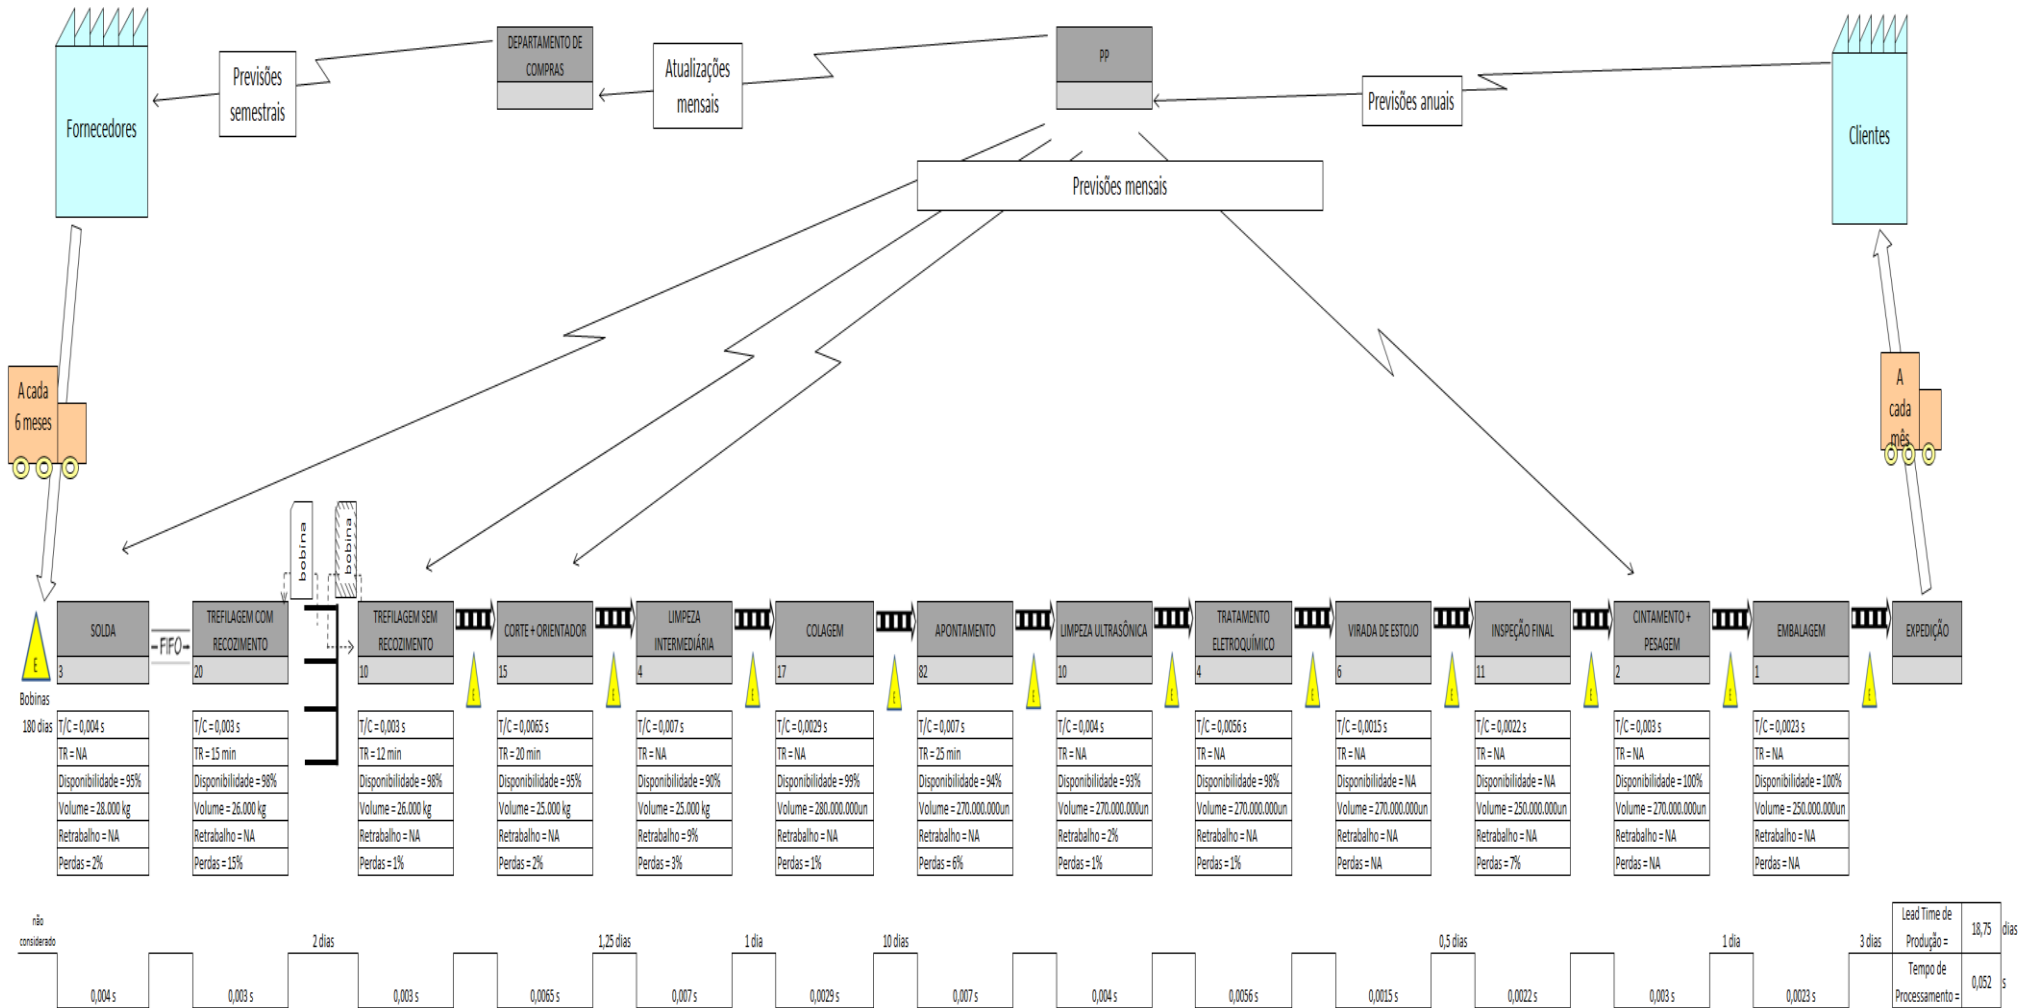 DEPARTAMENTO DE
COMPRAS
PP
Previsões
semestrais
Atualizações
mensais
Previsões anuais
Fornecedores
Clientes
Previsões mensais
A cada
6 meses
A
cada
mês
bobina
bobina
E
Bobinas
180 dias
SOLDA
3
T/C = 0,004 s
TR = NA
Disponibilidade = 95%
Volume = 28.000 kg
Retrabalho = NA
Perdas = 2%
FIFO
TREFILAGEM COM
RECOZIMENTO
20
T/C = 0,003 s
TR = 15 min
Disponibilidade = 98%
Volume = 26.000 kg
Retrabalho = NA
Perdas = 15%
TREFILAGEM SEM
RECOZIMENTO
10
T/C = 0,003 s
TR = 12 min
Disponibilidade = 98%
Volume = 26.000 kg
Retrabalho = NA
Perdas = 1%
E
CORTE + ORIENTADOR
15
T/C = 0,0065 s
TR = 20 min
Disponibilidade = 95%
Volume = 25.000 kg
Retrabalho = NA
Perdas = 2%
E
LIMPEZA
INTERMEDIÁRIA
4
T/C = 0,007 s
TR = NA
Disponibilidade = 90%
Volume = 25.000 kg
Retrabalho = 9%
Perdas = 3%
E
COLAGEM
17
T/C = 0,0029 s
TR = NA
Disponibilidade = 99%
Volume = 280.000.000un
Retrabalho = NA
Perdas = 1%
E
APONTAMENTO
82
T/C = 0,007 s
TR = 25 min
Disponibilidade = 94%
Volume = 270.000.000un
Retrabalho = NA
Perdas = 6%
E
LIMPEZA ULTRASÔNICA
10
T/C = 0,004 s
TR = NA
Disponibilidade = 93%
Volume = 270.000.000un
Retrabalho = 2%
Perdas = 1%
E
TRATAMENTO
ELETROQUÍMICO
4
T/C = 0,0056 s
TR = NA
Disponibilidade = 98%
Volume = 270.000.000un
Retrabalho = NA
Perdas = 1%
E
VIRADA DE ESTOJO
6
T/C = 0,0015 s
TR = NA
Disponibilidade = NA
Volume = 270.000.000un
Retrabalho = NA
Perdas = NA
E
INSPEÇÃO FINAL
11
T/C = 0,0022 s
TR = NA
Disponibilidade = NA
Volume = 250.000.000un
Retrabalho = NA
Perdas = 7%
E
CINTAMENTO +
PESAGEM
2
T/C = 0,003 s
TR = NA
Disponibilidade = 100%
Volume = 270.000.000un
Retrabalho = NA
Perdas = NA
E
EMBALAGEM
1
T/C = 0,0023 s
TR = NA
Disponibilidade = 100%
Volume = 250.000.000un
Retrabalho = NA
Perdas = NA
E
EXPEDIÇÃO
não
considerado
2 dias
1,25 dias
1 dia
10 dias
0,5 dias
1 dia
3 dias
Lead Time de
Produção =
18,75
dias
0,004 s
0,003 s
0,003 s
0,0065 s
0,007 s
0,0029 s
0,007 s
0,004 s
0,0056 s
0,0015 s
0,0022 s
0,003 s
0,0023 s
Tempo de
Processamento =
0,052
s